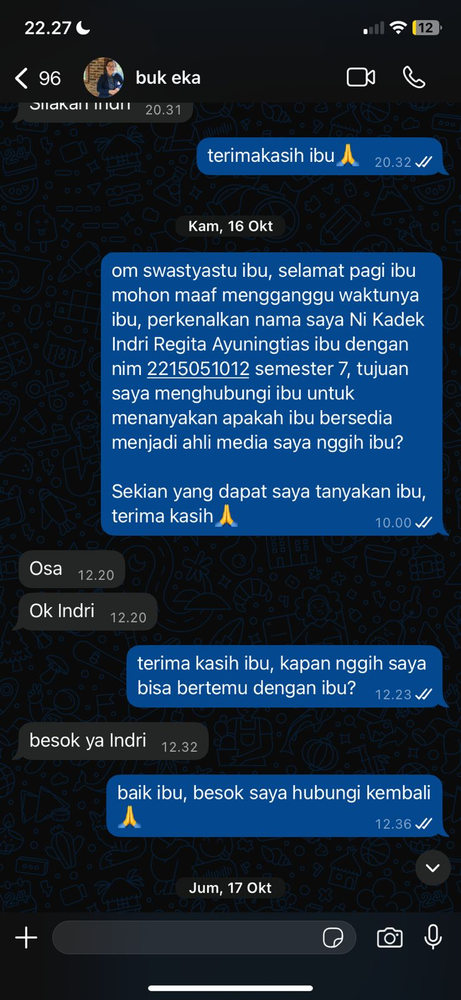 22.27
12
96
buk eka
Silakan Indri 20.31
terimakasih ibu🙏 20.32
Kam, 16 Okt
om swastyastu ibu, selamat pagi ibu
mohon maaf mengganggu waktunya
ibu, perkenalkan nama saya Ni Kadek
Indri Regita Ayuningtias ibu dengan
nim 2215051012 semester 7, tujuan
saya menghubungi ibu untuk
menanyakan apakah ibu bersedia
menjadi ahli media saya nggih ibu?
Sekian yang dapat saya tanyakan ibu,
terima kasih🙏 10.00
Osa 12.20
Ok Indri 12.20
terima kasih ibu, kapan nggih saya
bisa bertemu dengan ibu? 12.23
besok ya Indri 12.32
baik ibu, besok saya hubungi kembali
🙏 12.36
Jum, 17 Okt